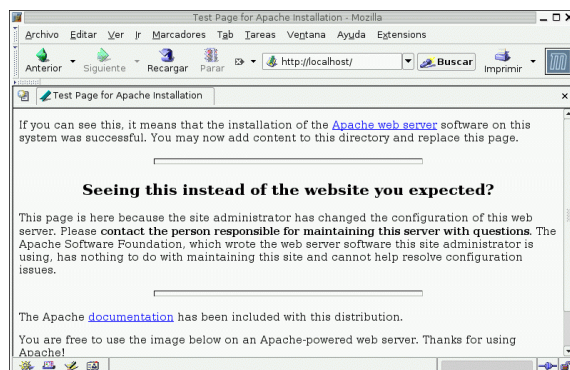 Test Page for Apache Installation - Mozilla
Archivo Editar Ver Ir Marcadores Tab Tareas Ventana Ayuda Extensions
Anterior Siguiente Recargar Parar http://localhost/ Buscar Imprimir
Test Page for Apache Installation
If you can see this, it means that the installation of the Apache web server software on this
system was successful. You may now add content to this directory and replace this page.
Seeing this instead of the website you expected?
This page is here because the site administrator has changed the configuration of this web
server. Please contact the person responsible for maintaining this server with questions. The
Apache Software Foundation, which wrote the web server software this site administrator is
using, has nothing to do with maintaining this site and cannot help resolve configuration
issues.
The Apache documentation has been included with this distribution.
You are free to use the image below on an Apache-powered web server. Thanks for using
Apache!